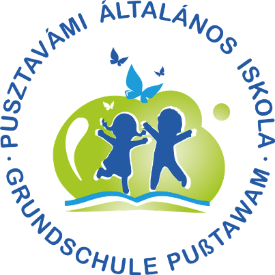 PUSZTAVÁMI ÁLTALÁNOS ISKOLA
GRUNDSCHULE PUßTAWAM